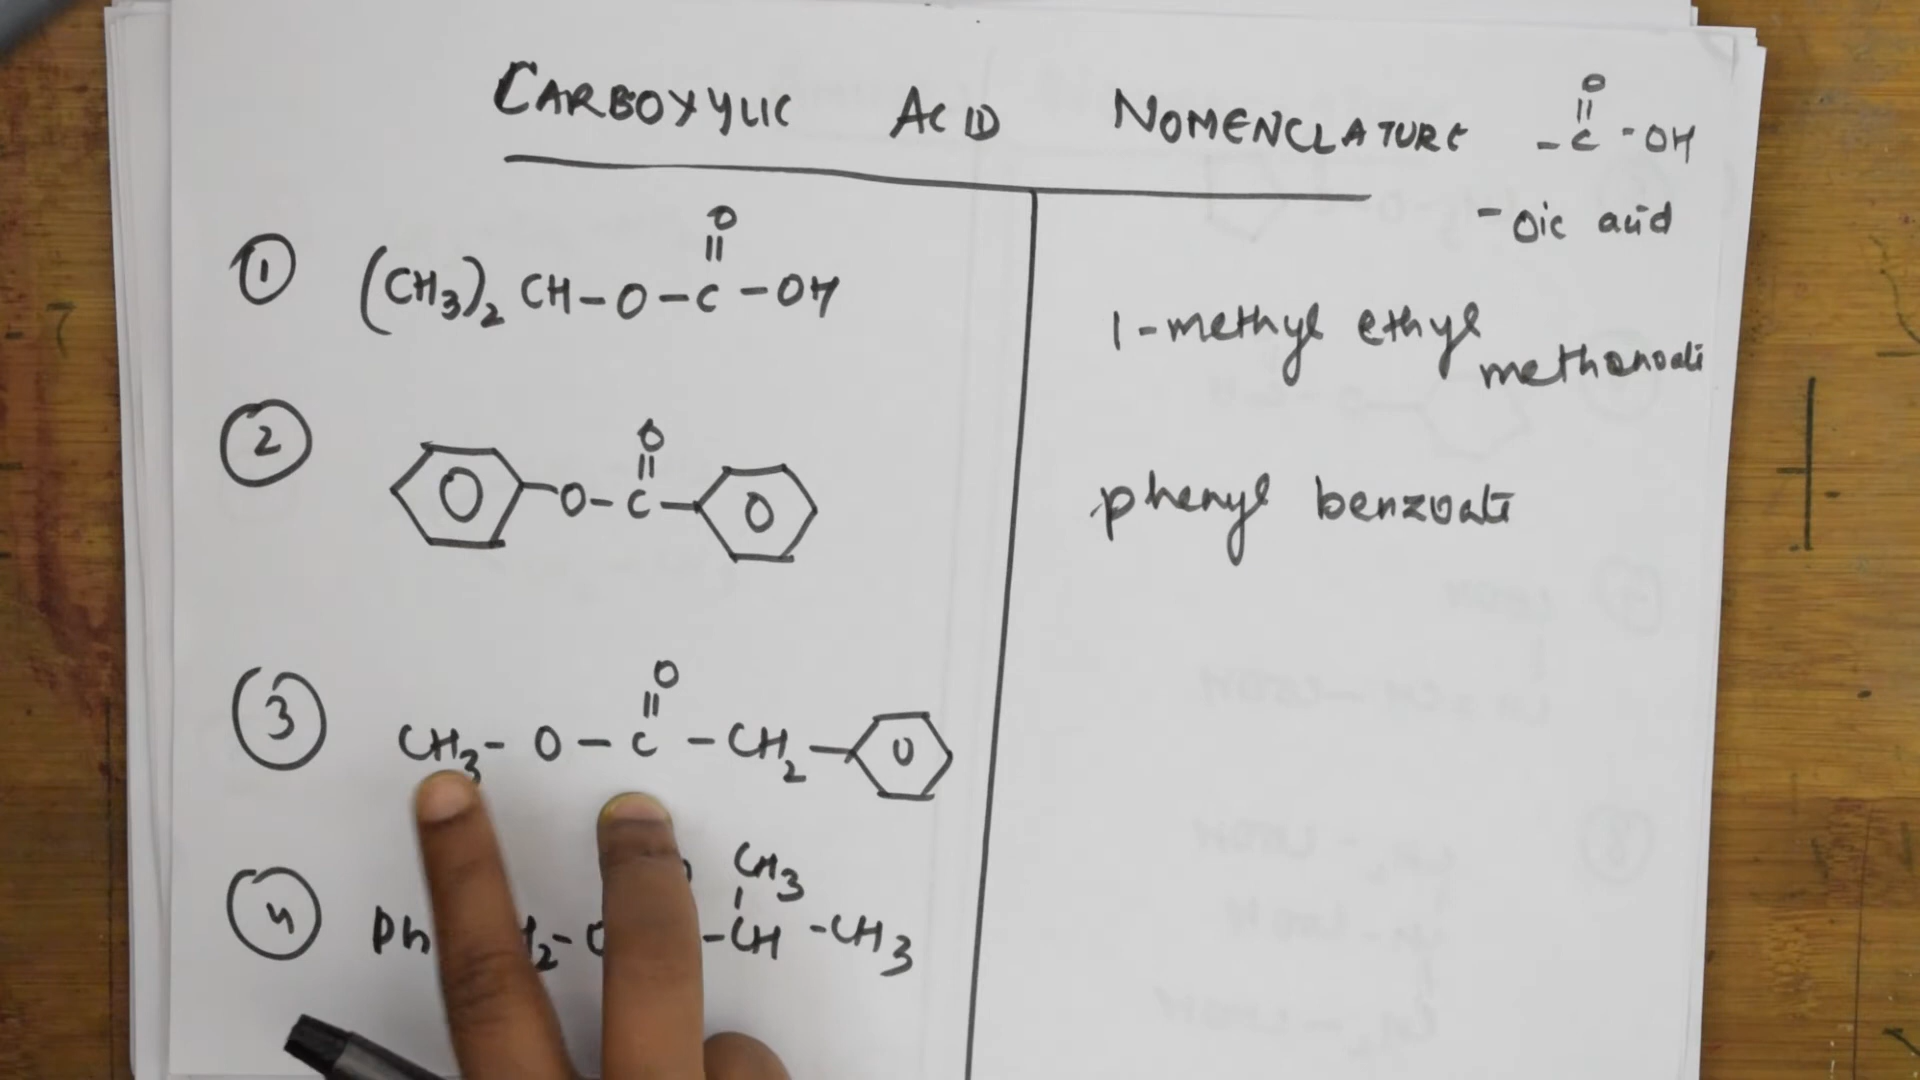 CARBOXYLIC ACID NOMENCLATURE
O
||
-C-OH
-oic acid
1
O
||
(CH3)2 CH-O-C-OH
1-methyl ethyl
methanoate
2
O
||
O -O-C- O
phenyl benzoate
3
O
||
CH3-O-C-CH2- O
4
CH3
Ph
2-
-CH-CH3